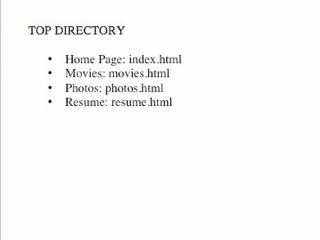 TOP DIRECTORY
• Home Page: index.html
• Movies: movies.html
• Photos: photos.html
• Resume: resume.html